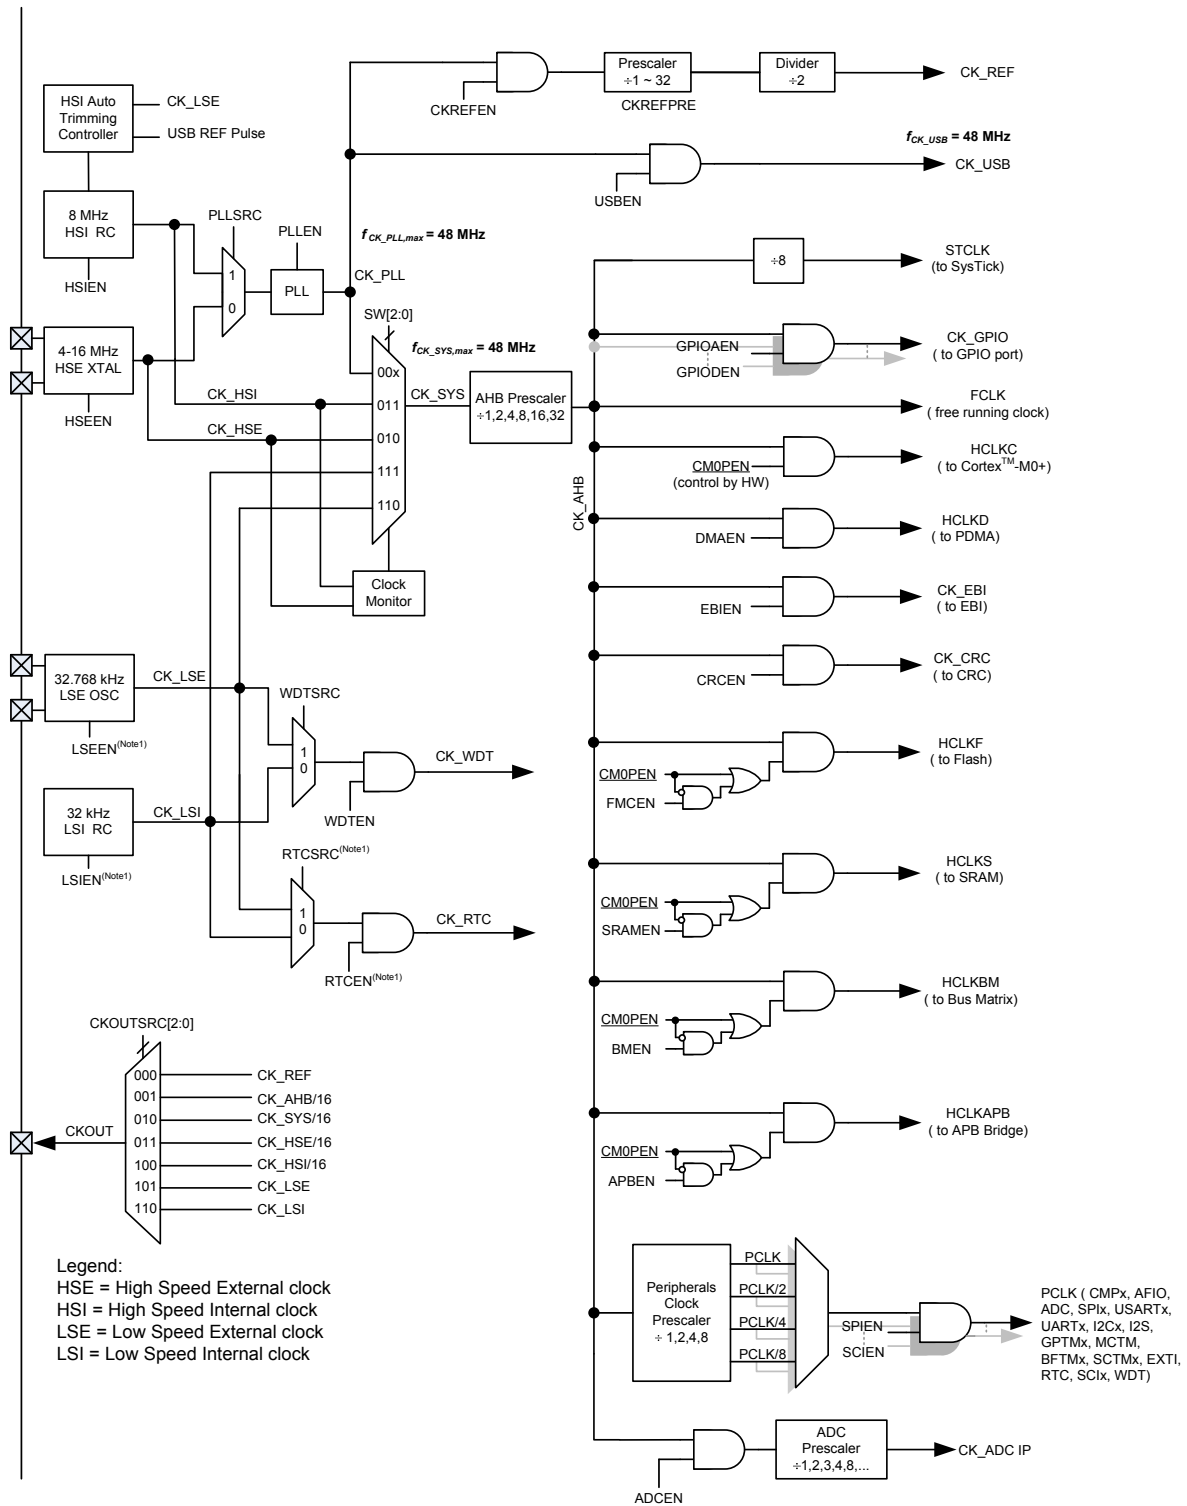 Prescaler
÷1 ~ 32
Divider
÷2
CK_REF
CKREFEN
CKREFPRE
HSI Auto
Trimming
Controller
CK_LSE
USB REF Pulse
fCK_USB = 48 MHz
CK_USB
USBEN
8 MHz
HSI RC
HSIEN
PLLSRC
1
0
PLLEN
PLL
fCK_PLL,max = 48 MHz
CK_PLL
÷8
STCLK
(to SysTick)
4-16 MHz
HSE XTAL
HSEEN
SW[2:0]
fCK_SYS,max = 48 MHz
00x
011
010
111
110
CK_HSI
CK_HSE
CK_SYS
AHB Prescaler
÷1,2,4,8,16,32
Clock
Monitor
CK_AHB
GPIOAEN
GPIODEN
CK_GPIO
( to GPIO port)
FCLK
( free running clock)
CM0PEN
(control by HW)
HCLKC
( to Cortex™-M0+)
DMAEN
HCLKD
( to PDMA)
EBIEN
CK_EBI
( to EBI)
CRCEN
CK_CRC
( to CRC)
32.768 kHz
LSE OSC
LSEEN(Note1)
CK_LSE
WDTSRC
1
0
WDTEN
CK_WDT
32 kHz
LSI RC
LSIEN(Note1)
CK_LSI
RTCSRC(Note1)
1
0
RTCEN(Note1)
CK_RTC
CM0PEN
FMCEN
HCLKF
( to Flash)
CM0PEN
SRAMEN
HCLKS
( to SRAM)
CM0PEN
BMEN
HCLKBM
( to Bus Matrix)
CM0PEN
APBEN
HCLKAPB
( to APB Bridge)
CKOUTSRC[2:0]
CKOUT
000 CK_REF
001 CK_AHB/16
010 CK_SYS/16
011 CK_HSE/16
100 CK_HSI/16
101 CK_LSE
110 CK_LSI
Legend:
HSE = High Speed External clock
HSI = High Speed Internal clock
LSE = Low Speed External clock
LSI = Low Speed Internal clock
Peripherals
Clock
Prescaler
÷ 1,2,4,8
PCLK
PCLK/2
PCLK/4
PCLK/8
SPIEN
SCIEN
PCLK ( CMPx, AFIO,
ADC, SPIx, USARTx,
UARTx, I2Cx, I2S,
GPTMx, MCTM,
BFTMx, SCTMx, EXTI,
RTC, SCIx, WDT)
ADCEN
ADC
Prescaler
÷1,2,3,4,8,...
CK_ADC IP